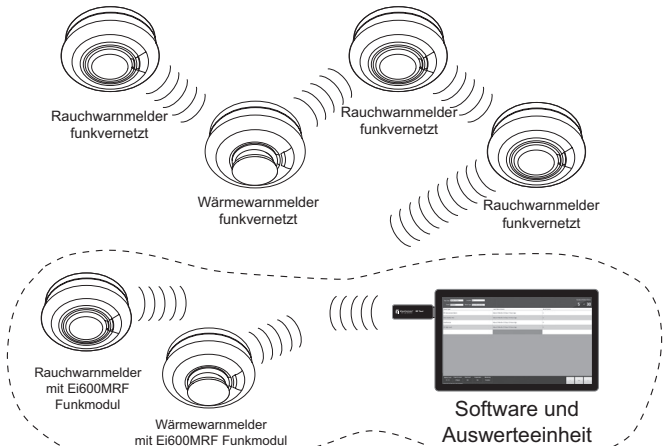 Rauchwarnmelder
funkvernetzt
Rauchwarnmelder
funkvernetzt
Wärmewarnmelder
funkvernetzt
Rauchwarnmelder
funkvernetzt
Rauchwarnmelder
mit Ei600MRF
Funkmodul
Wärmewarnmelder
mit Ei600MRF Funkmodul
Software und
Auswerteeinheit